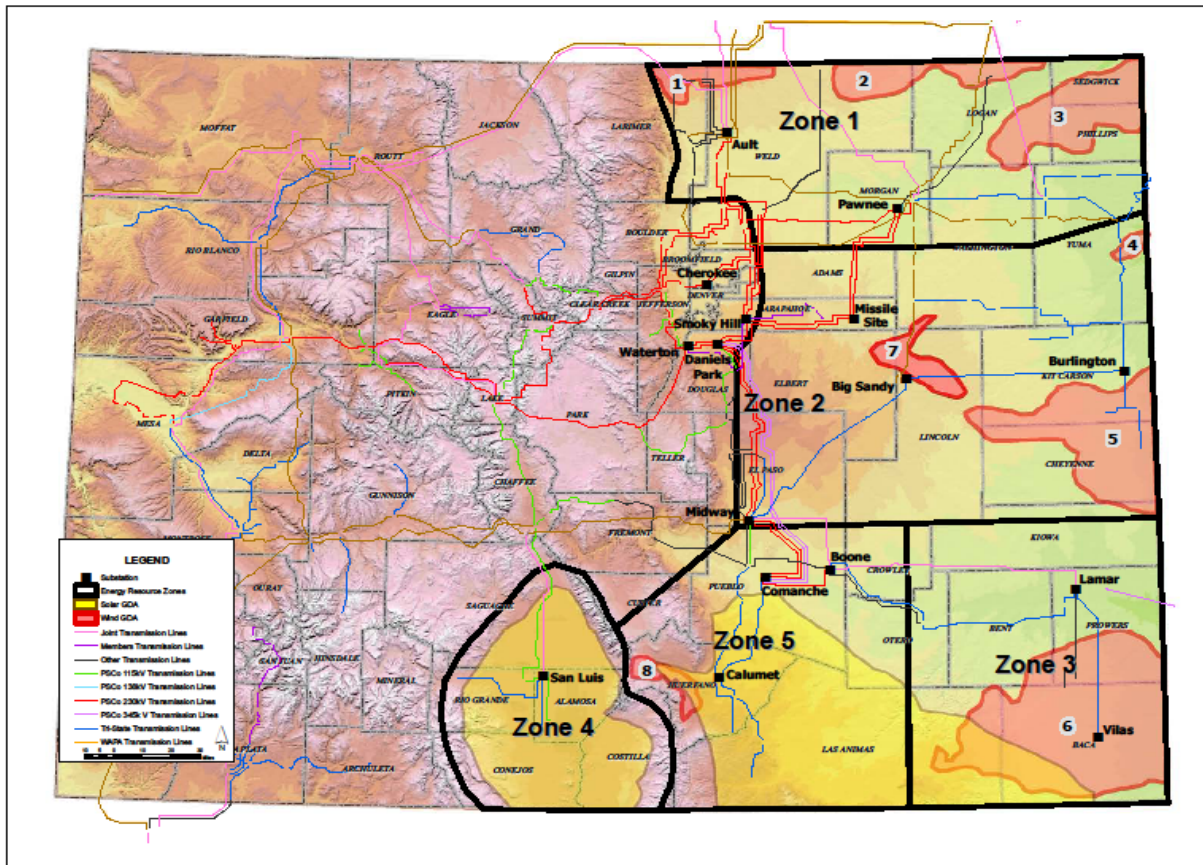 SEDGWICK
1
2
LOGAN
3
Zone 1
MOFFAT
JACKSON
LARIMER
PHILLIPS
Ault
WELD
ROUTT
MORGAN
Pawnee
RIO BLANCO
GRAND
BOULDER
YUMA
4
BROOMFIELD
GILPIN
ADAMS
Cherokee
DENVER
CLEAR CREEK
JEFFERSON
EAGLE
SUMMIT
ARAPAHOE
GARFIELD
Smoky Hill
Missile
Site
Waterton
Daniels
Park
7
Burlington
KIT CARSON
DOUGLAS
ELBERT
Big Sandy
PITKIN
LAKE
Zone 2
PARK
MESA
LINCOLN
5
DELTA
TELLER
CHEYENNE
GUNNISON
CHAFFEE
EL PASO
Midway
FREMONT
KIOWA
LEGEND
Substation
Energy Resource Zones
Solar GDA
Wind GDA
Joint Transmission Lines
Members Transmission Lines
Other Transmission Lines
PSCo 115kV Transmission Lines
PSCo 138kV Transmission Lines
PSCo 230kV Transmission Lines
PSCo 345k V Transmission Lines
Tri-State Transmission Lines
WAPA Transmission Lines
N
Boone
CROWLEY
OURAY
PUEBLO
Comanche
Lamar
SAGUACHE
CUSTER
OTERO
BENT
PROWERS
SAN JUAN
HINSDALE
Zone 5
Zone 3
MINERAL
8
HUERFANO
Calumet
San Luis
RIO GRANDE
ALAMOSA
Zone 4
6
Vilas
BACA
LAS ANIMAS
COSTILLA
CONEJOS
ARCHULETA